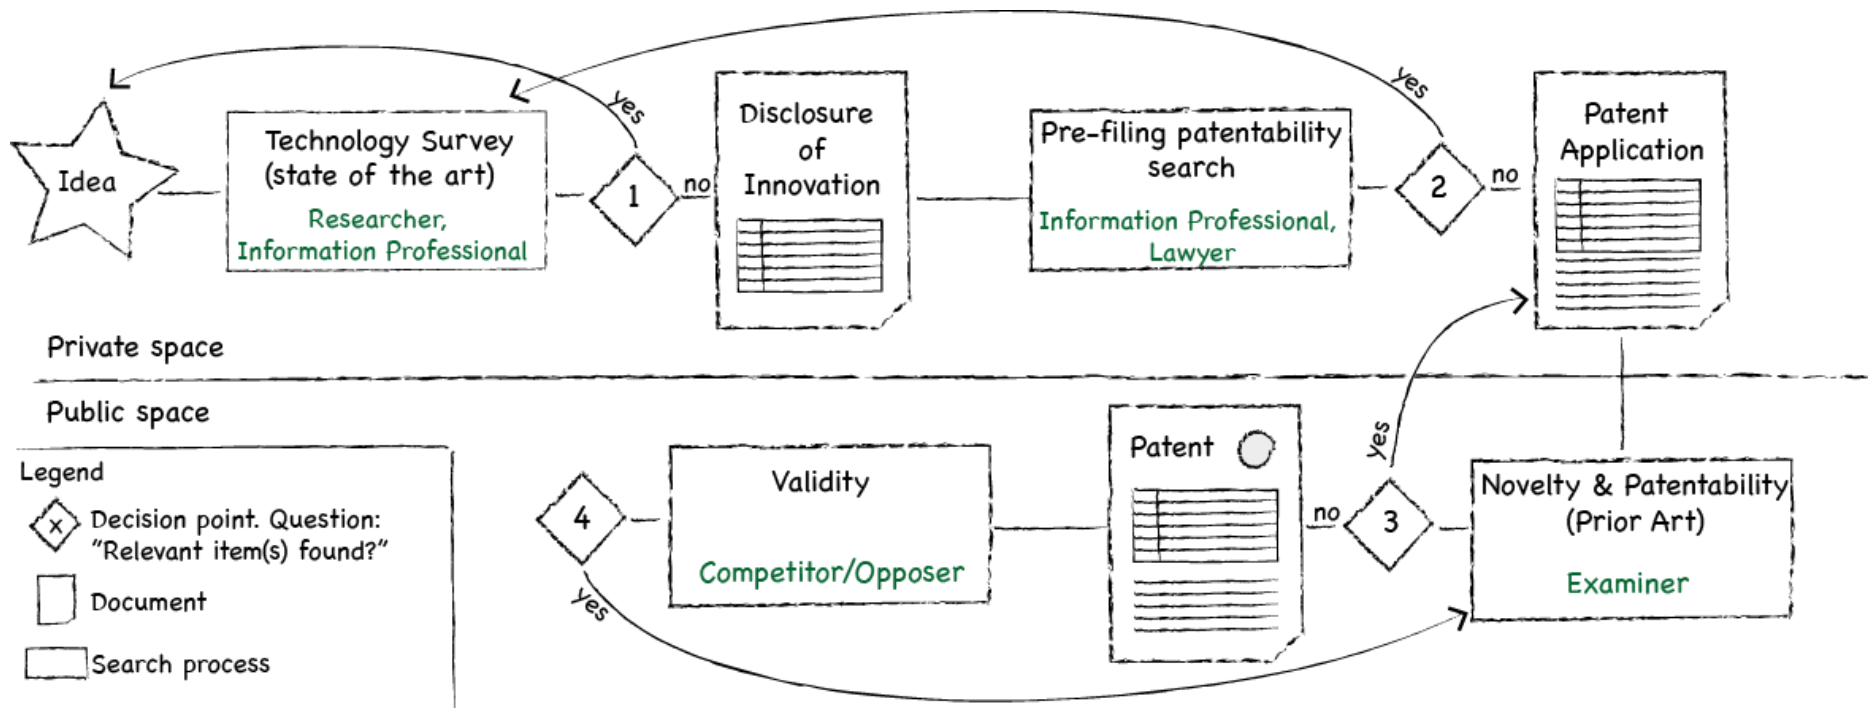 Idea
Technology Survey
(state of the art)
Researcher,
Information Professional
yes
1
no
Disclosure
of
Innovation
Pre-filing patentability
search
Information Professional,
Lawyer
yes
2
no
Patent
Application
Private space
Public space
Legend
x
Decision point. Question:
"Relevant item(s) found?"
Document
Search process
4
yes
Validity
Competitor/Opposer
Patent
no
3
yes
Novelty & Patentability
(Prior Art)
Examiner